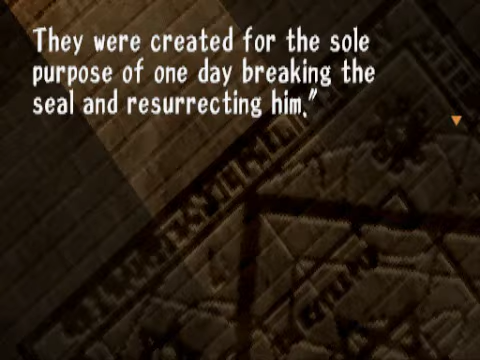 They were created for the sole
purpose of one day breaking the
seal and resurrecting him."